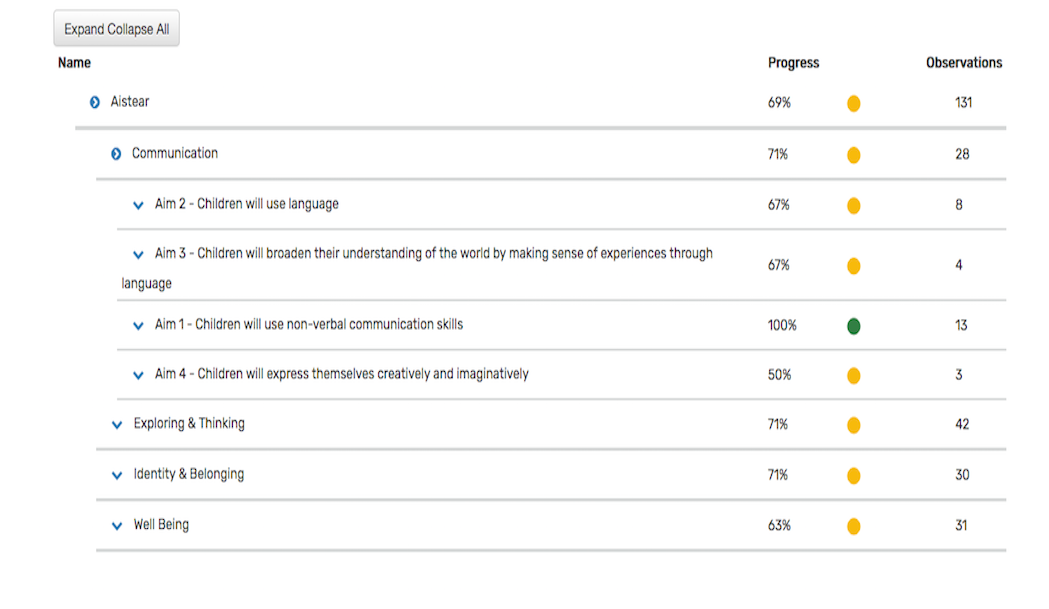 Expand Collapse All
Name Progress Observations
Aistear 69% 131
Communication 71% 28
Aim 2 - Children will use language 67% 8
Aim 3 - Children will broaden their understanding of the world by making sense of experiences through
language 67% 4
Aim 1 - Children will use non-verbal communication skills 100% 13
Aim 4 - Children will express themselves creatively and imaginatively 50% 3
Exploring & Thinking 71% 42
Identity & Belonging 71% 30
Well Being 63% 31